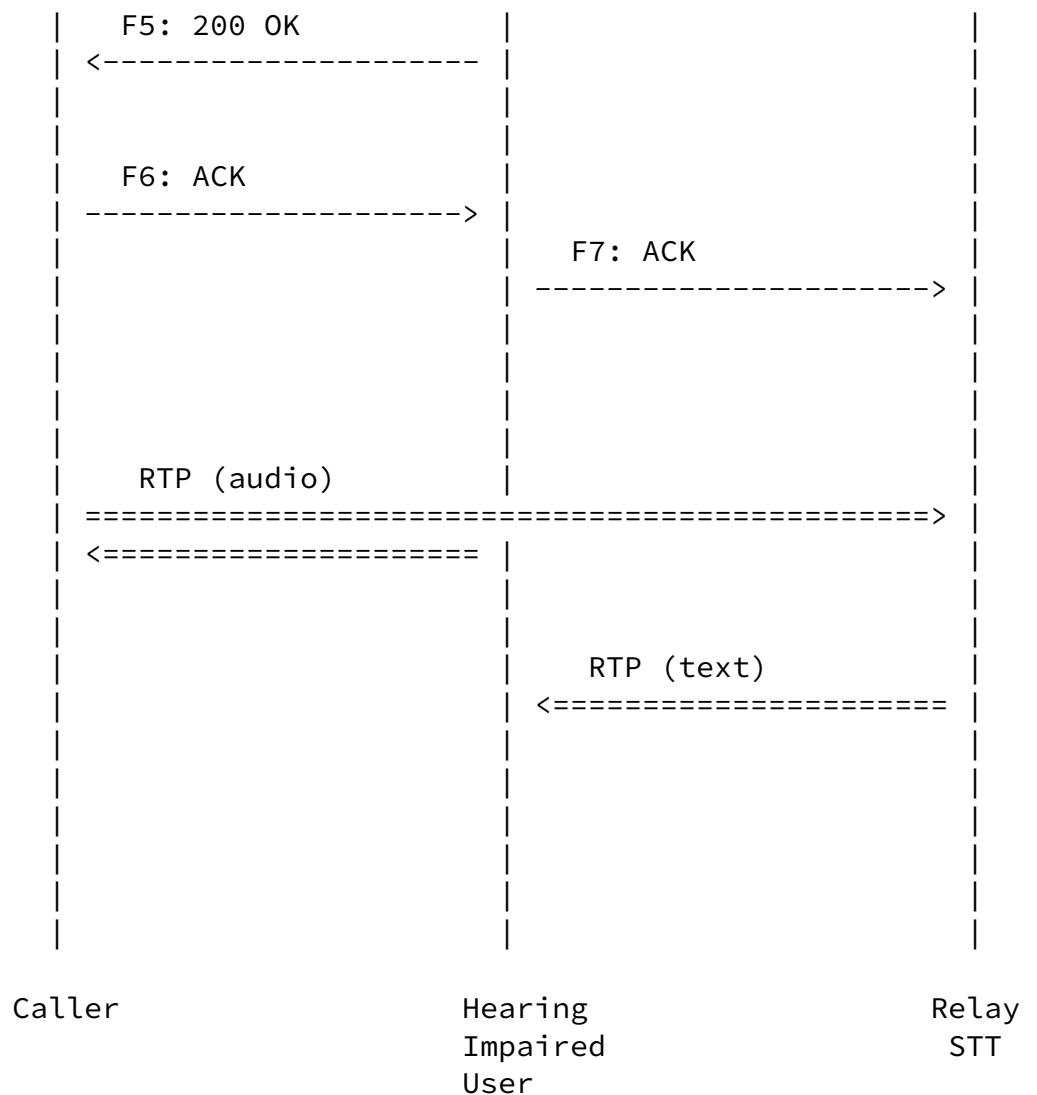 F5: 200 OK
<----------------------
F6: ACK
--------------------->
F7: ACK
---------------------->
RTP (audio)
================================================>
<=====================
RTP (text)
<======================
Caller Hearing Relay
Impaired STT
User